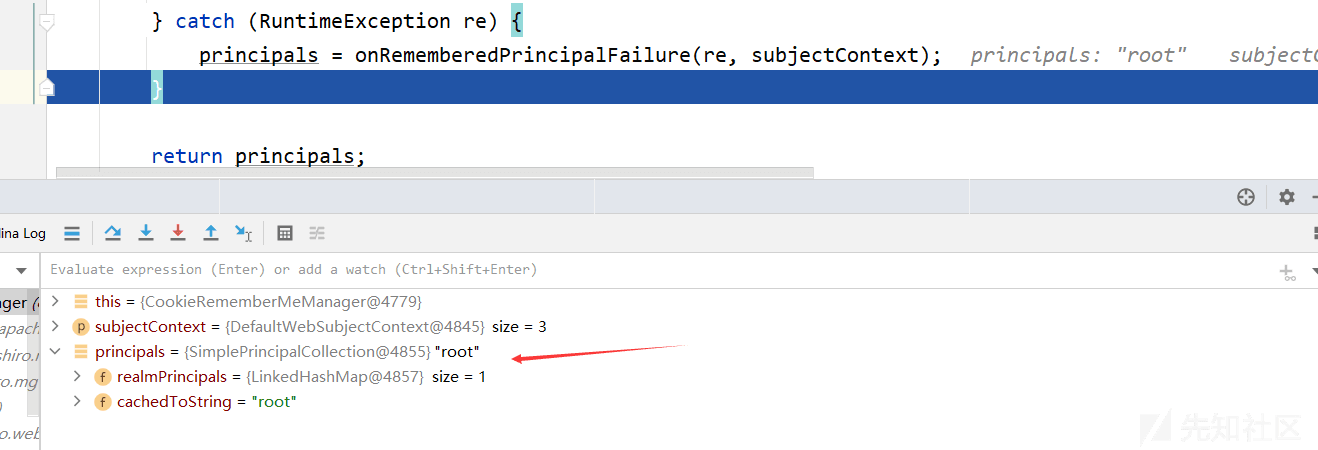 } catch (RuntimeException re) {
principals = onRememberedPrincipalFailure(re, subjectContext); principals: "root" subjectC
}
return principals;
lina Log
Evaluate expression (Enter) or add a watch (Ctrl+Shift+Enter)
ager (
this = {CookieRememberMeManager@4779}
apach
p subjectContext = {DefaultWebSubjectContext@4845} size = 3
shiro.
principals = {SimplePrincipalCollection@4855} "root"
ro.mg
f realmPrincipals = {LinkedHashMap@4857} size = 1
)
f cachedToString = "root"
o.web
先知社区